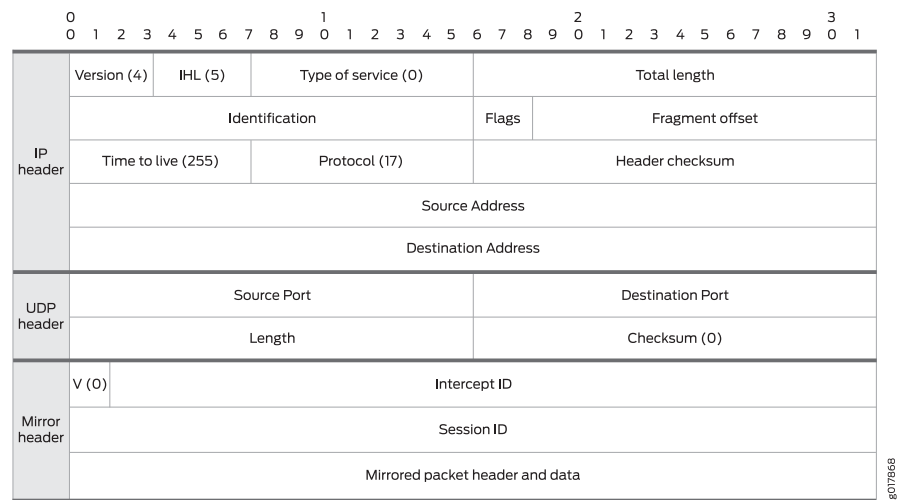 0 1 2 3
0 1 2 3 4 5 6 7 8 9 0 1 2 3 4 5 6 7 8 9 0 1 2 3 4 5 6 7 8 9 0 1
IP
header
Version (4) IHL (5) Type of service (0) Total length
Identification Flags Fragment offset
Time to live (255) Protocol (17) Header checksum
Source Address
Destination Address
UDP
header
Source Port Destination Port
Length Checksum (0)
Mirror
header
V (0) Intercept ID
Session ID
Mirrored packet header and data
g017868